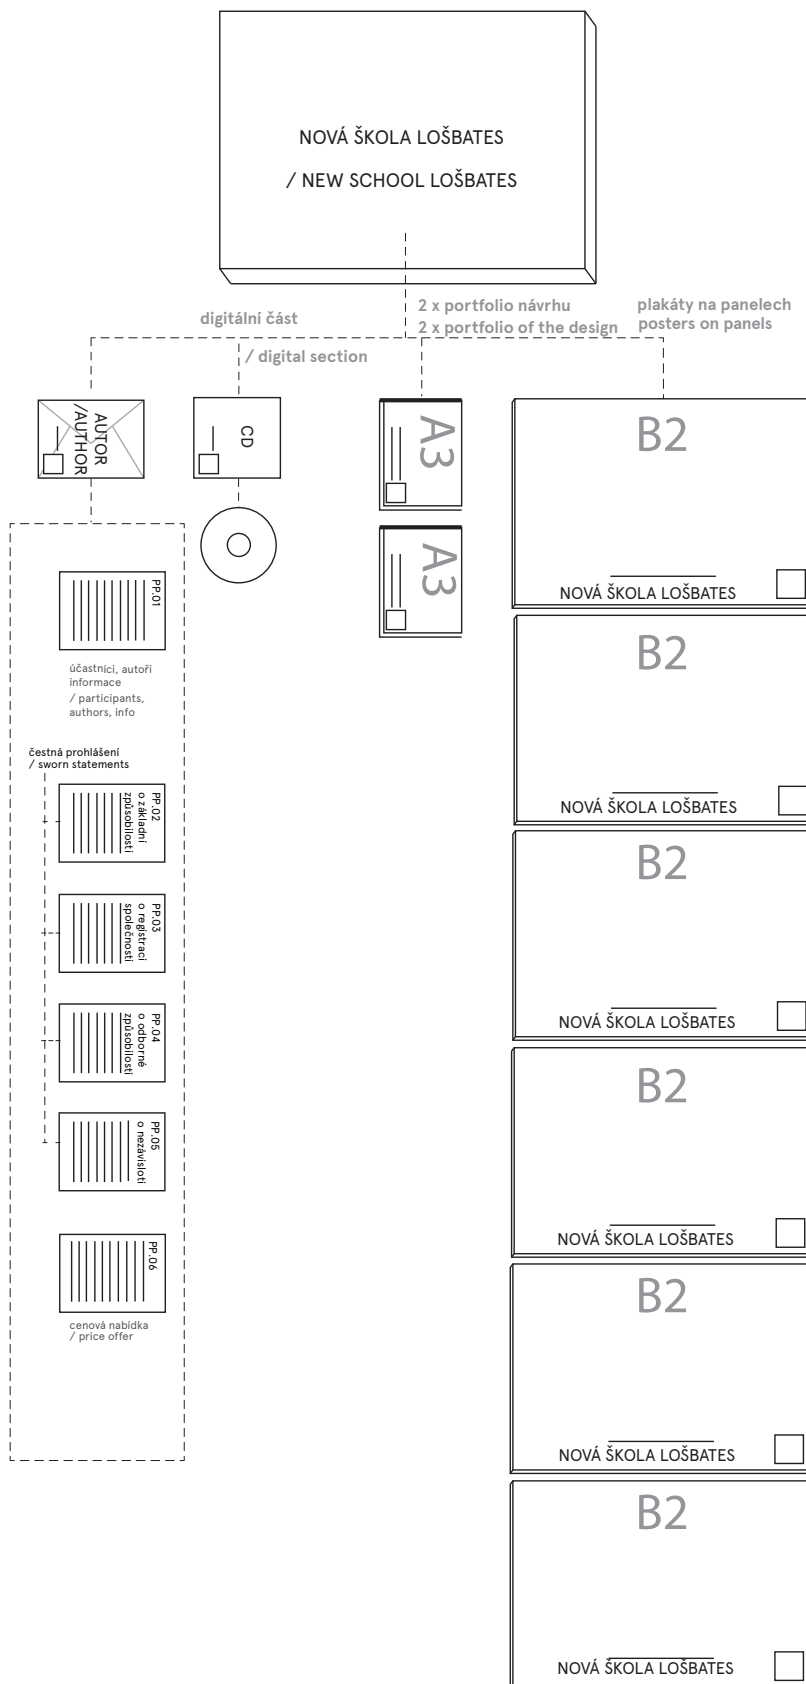 NOVÁ ŠKOLA LOŠBATES
/ NEW SCHOOL LOŠBATES
digitální část
/ digital section
2 x portfolio návrhu
2 x portfolio of the design
plakáty na panelech
posters on panels
AUTOR
/AUTHOR
CD
A3
A3
PP.01
účastníci, autoři
informace
/ participants,
authors, info
čestná prohlášení
/ sworn statements
PP.02
o základní
způsobilosti
PP.03
o registraci
společnosti
PP.04
o odborné
způsobilosti
PP.05
o nezávisloti
PP.06
cenová nabídka
/ price offer
B2
NOVÁ ŠKOLA LOŠBATES
B2
NOVÁ ŠKOLA LOŠBATES
B2
NOVÁ ŠKOLA LOŠBATES
B2
NOVÁ ŠKOLA LOŠBATES
B2
NOVÁ ŠKOLA LOŠBATES
B2
NOVÁ ŠKOLA LOŠBATES